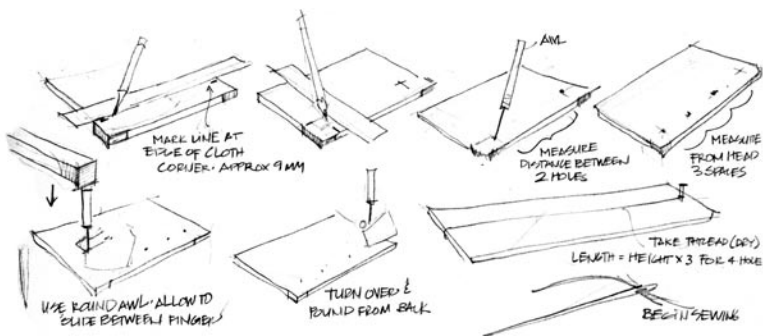 MARK LINE AT
EDGE OF CLOTH
CORNER. APPROX 9MM
AWL
MEASURE
DISTANCE BETWEEN
2 HOLES
MEASURE
FROM HEAD
3 SPACES
USE ROUND AWL. ALLOW TO
SLIDE BETWEEN FINGERS
TURN OVER &
POUND FROM BACK
TAKE THREAD (DRY)
LENGTH = HEIGHT X 3 FOR 4 HOLE
BEGIN SEWING